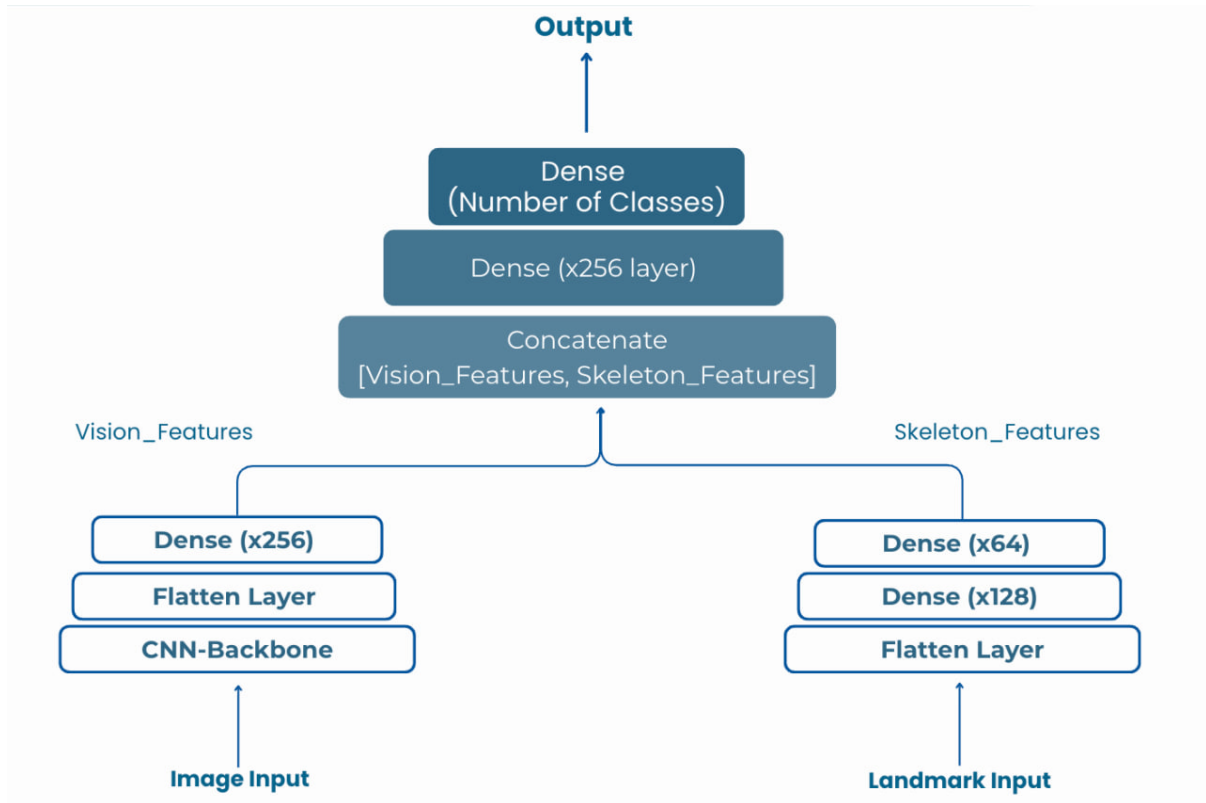 Output
Dense
(Number of Classes)
Dense (x256 layer)
Concatenate
[Vision_Features, Skeleton_Features]
Vision_Features
Skeleton_Features
Dense (x256)
Flatten Layer
CNN-Backbone
Image Input
Dense (x64)
Dense (x128)
Flatten Layer
Landmark Input